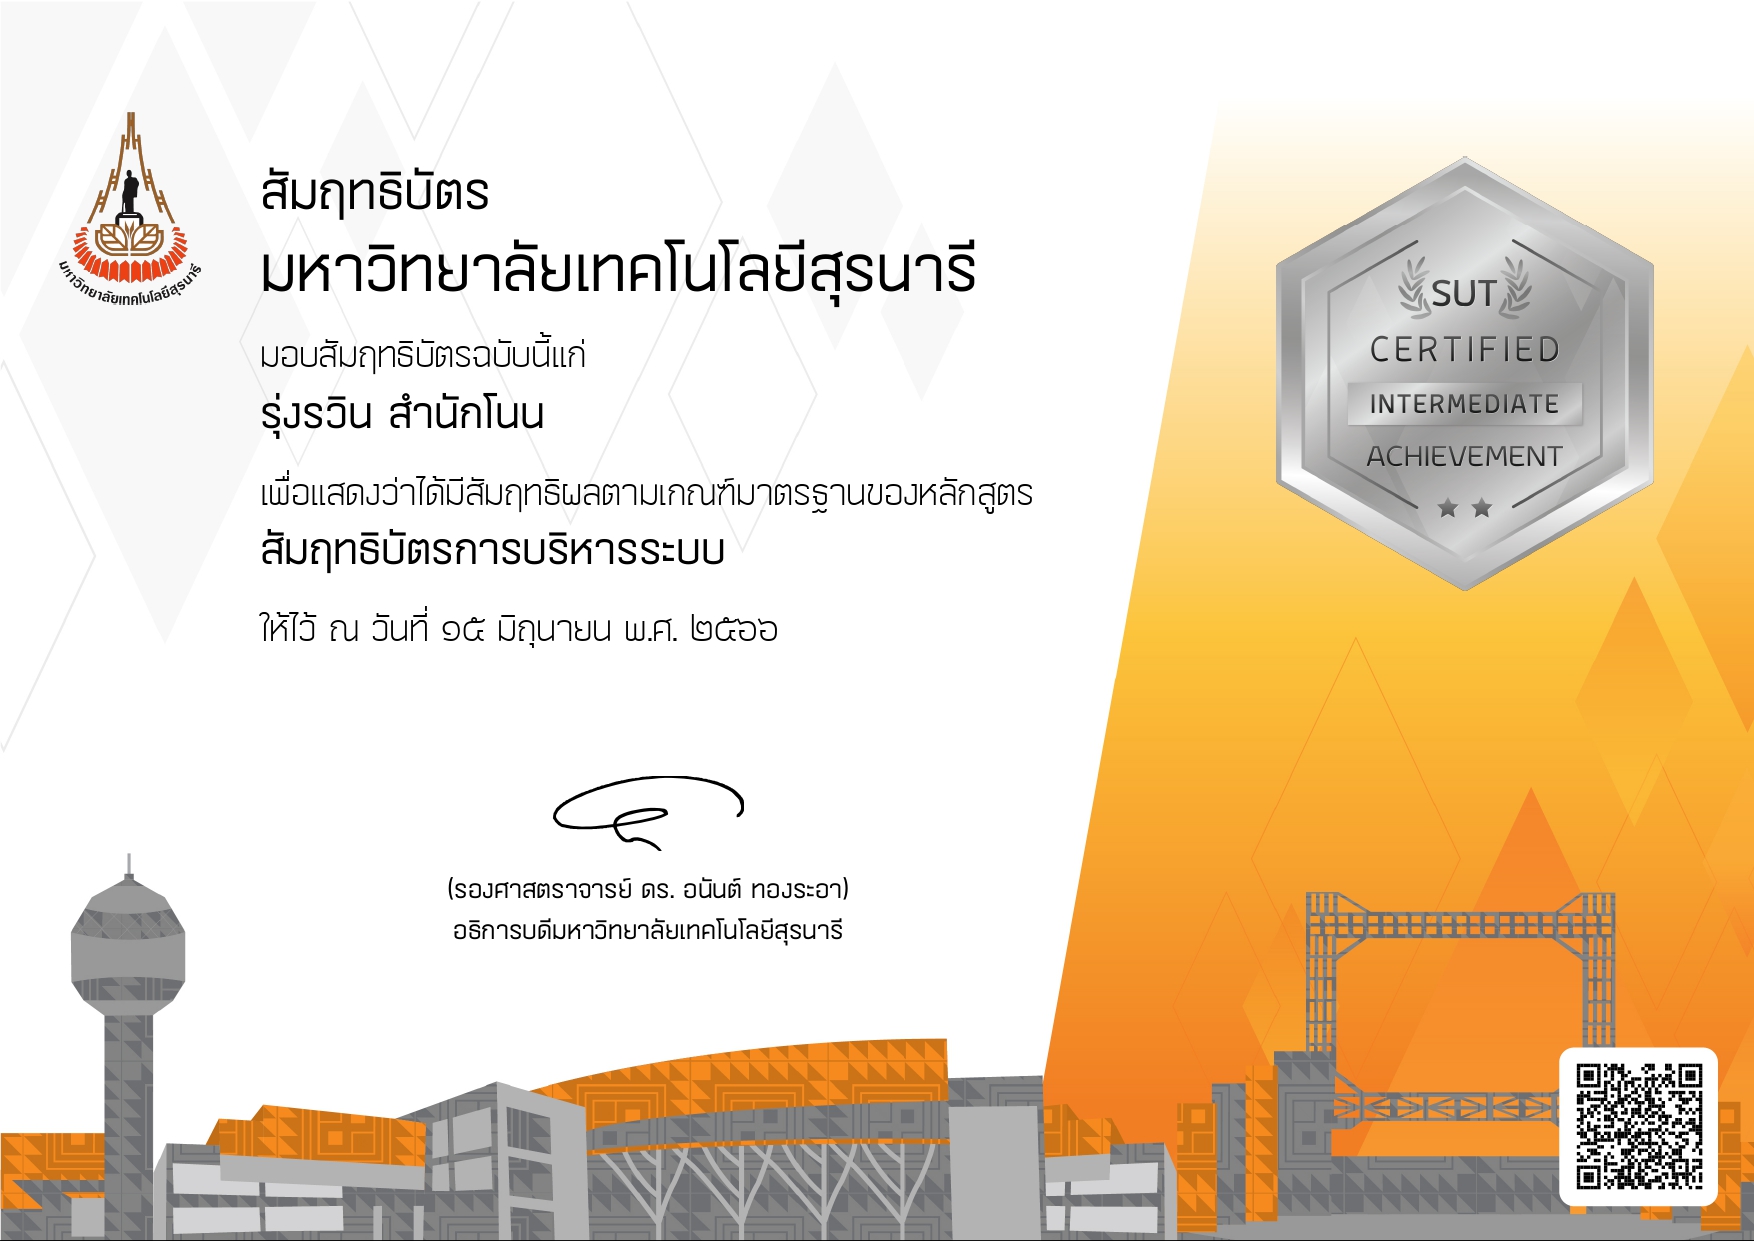 มหาวิทยาลัยเทคโนโลยีสุรนารี
สัมฤทธิบัตร
มหาวิทยาลัยเทคโนโลยีสุรนารี
มอบสัมฤทธิบัตรฉบับนี้แก่
รุ่งรวิน สำนักโนน
เพื่อแสดงว่าได้มีสัมฤทธิผลตามเกณฑ์มาตรฐานของหลักสูตร
สัมฤทธิบัตรการบริหารระบบ
ให้ไว้ ณ วันที่ ๑๕ มิถุนายน พ.ศ. ๒๕๖๖
(รองศาสตราจารย์ ดร. อนันต์ ทองระอา)
อธิการบดีมหาวิทยาลัยเทคโนโลยีสุรนารี
SUT
CERTIFIED
INTERMEDIATE
ACHIEVEMENT